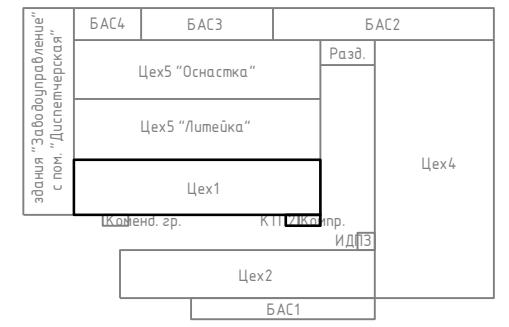 здания "Заводоуправление"
с пом. "Диспетчерская"
БАС4
БАС3
БАС2
Разд.
Цех5 "Оснастка"
Цех5 "Литейка"
Цех4
Цех1
Коменд. гр.
КТП2
Компр.
ИДПЗ
Цех2
БАС1